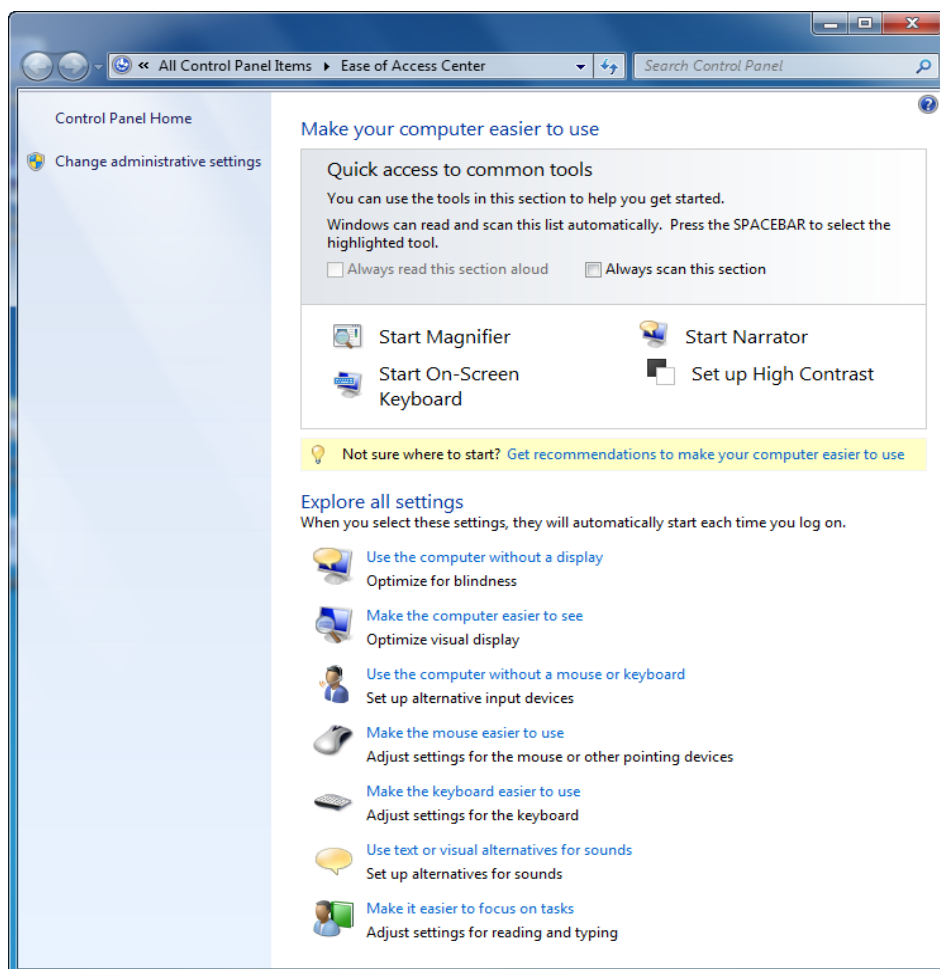 « All Control Panel Items ▸ Ease of Access Center
Search Control Panel
Control Panel Home
Change administrative settings
Make your computer easier to use
Quick access to common tools
You can use the tools in this section to help you get started.
Windows can read and scan this list automatically.  Press the SPACEBAR to select the
highlighted tool.
Always read this section aloud
Always scan this section
Start Magnifier
Start Narrator
Start On-Screen
Keyboard
Set up High Contrast
Not sure where to start? Get recommendations to make your computer easier to use
Explore all settings
When you select these settings, they will automatically start each time you log on.
Use the computer without a display
Optimize for blindness
Make the computer easier to see
Optimize visual display
Use the computer without a mouse or keyboard
Set up alternative input devices
Make the mouse easier to use
Adjust settings for the mouse or other pointing devices
Make the keyboard easier to use
Adjust settings for the keyboard
Use text or visual alternatives for sounds
Set up alternatives for sounds
Make it easier to focus on tasks
Adjust settings for reading and typing